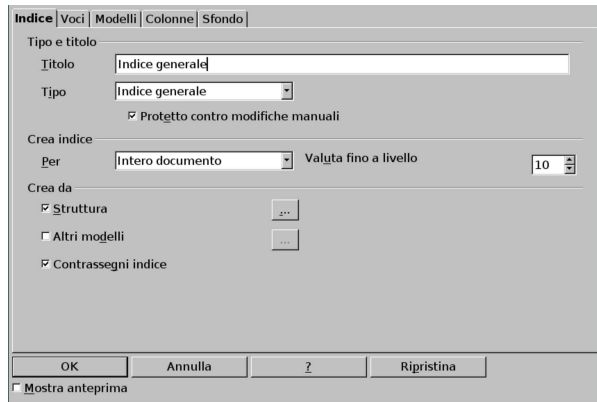 Indice Voci Modelli Colonne Sfondo
Tipo e titolo
Titolo Indice generale
Tipo Indice generale
Protetto contro modifiche manuali
Crea indice
Per Intero documento Valuta fino a livello 10
Crea da
Struttura ...
Altri modelli ...
Contrassegni indice
OK Annulla ? Ripristina
Mostra anteprima